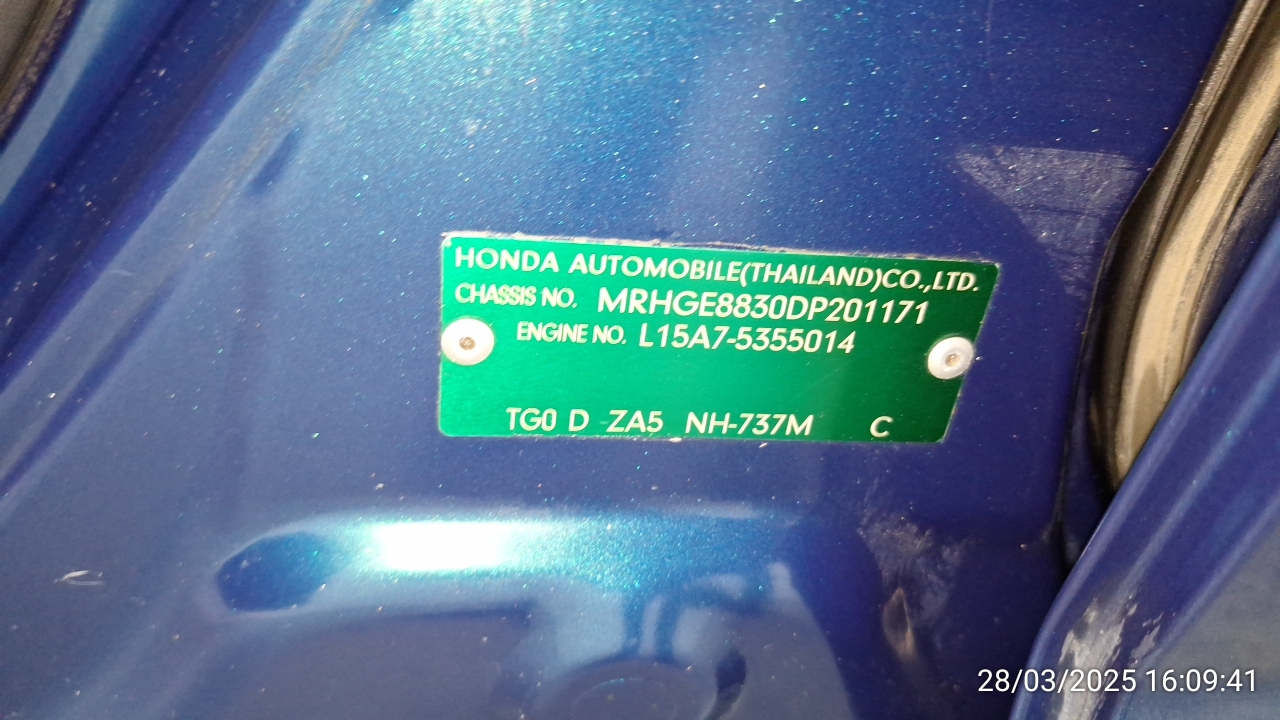 HONDA AUTOMOBILE(THAILAND)CO.,LTD.
CHASSIS NO. MRHGE8830DP201171
ENGINE NO. L15A7-5355014
TG0 D ZA5 NH-737M C
28/03/2025 16:09:41